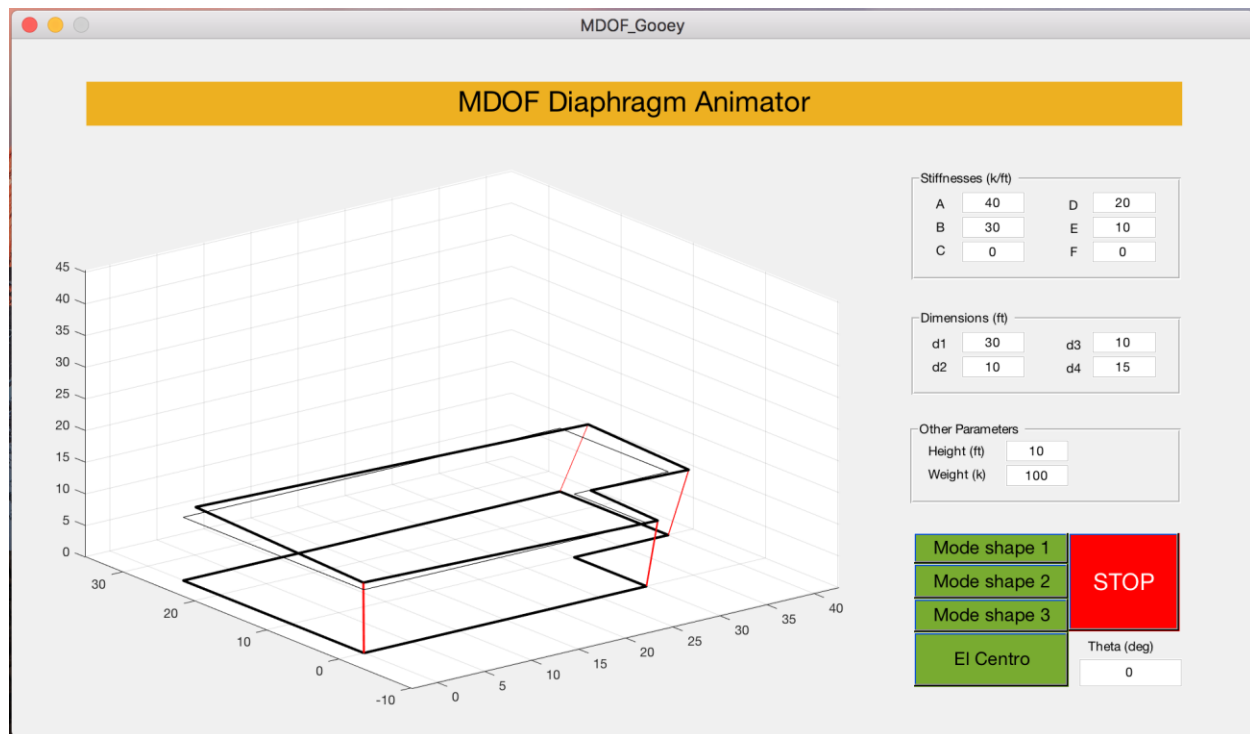 MDOF_Gooey
MDOF Diaphragm Animator
45
40
35
30
25
20
15
10
5
0
30
20
10
0
-10
0
5
10
15
20
25
30
35
40
Stiffnesses (k/ft)
A 40 D 20
B 30 E 10
C 0 F 0
Dimensions (ft)
d1 30 d3 10
d2 10 d4 15
Other Parameters
Height (ft) 10
Weight (k) 100
Mode shape 1
Mode shape 2
Mode shape 3
STOP
El Centro
Theta (deg)
0